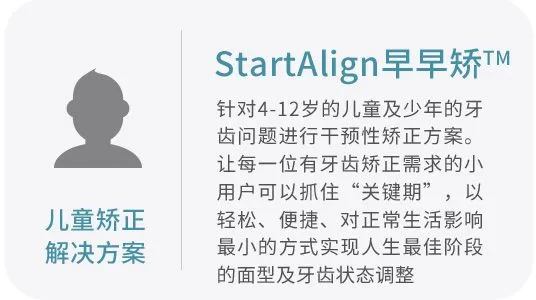 StartAlign早早矫™
针对4-12岁的儿童及少年的牙
齿问题进行干预性矫正方案。
让每一位有牙齿矫正需求的小
用户可以抓住“关键期”，以
轻松、便捷、对正常生活影响
最小的方式实现人生最佳阶段
的面型及牙齿状态调整
儿童矫正
解决方案